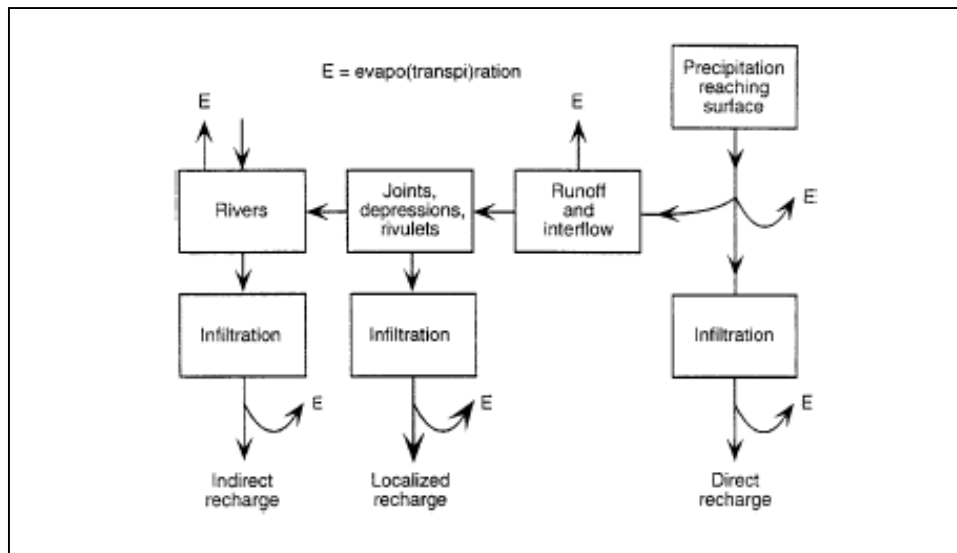 E = evapo(transpi)ration
Precipitation
reaching
surface
E
E
Rivers
Joints,
depressions,
rivulets
Runoff
and
interflow
E
Infiltration
Infiltration
Infiltration
E
E
E
Indirect
recharge
Localized
recharge
Direct
recharge